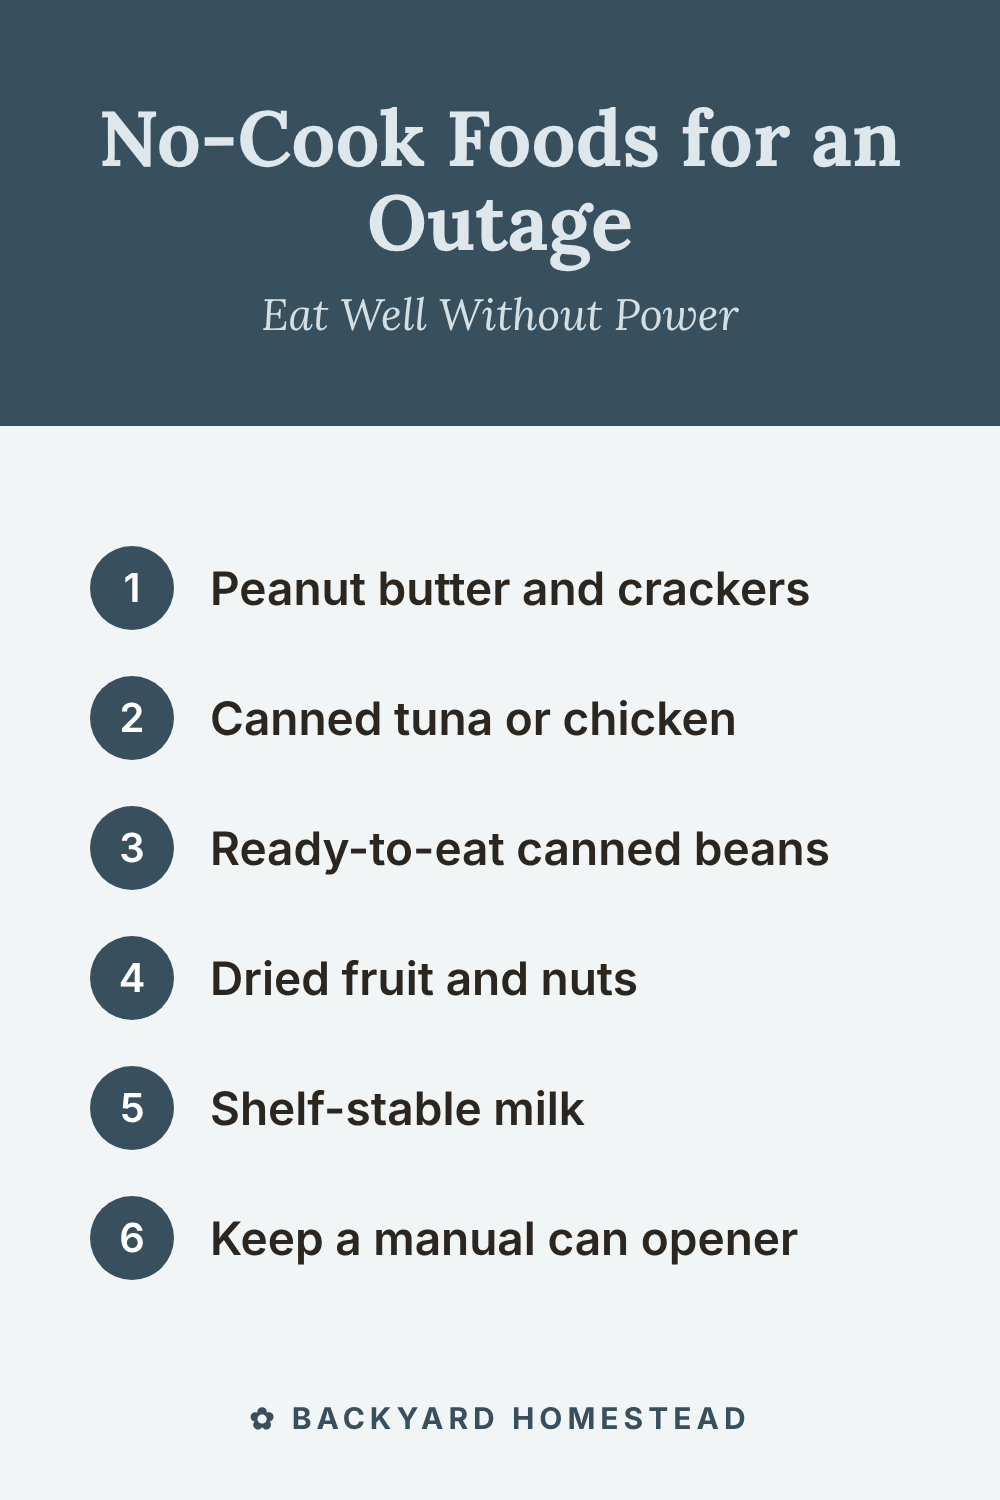 No-Cook Foods for an
Outage
Eat Well Without Power
1 Peanut butter and crackers
2 Canned tuna or chicken
3 Ready-to-eat canned beans
4 Dried fruit and nuts
5 Shelf-stable milk
6 Keep a manual can opener
✿ BACKYARD HOMESTEAD